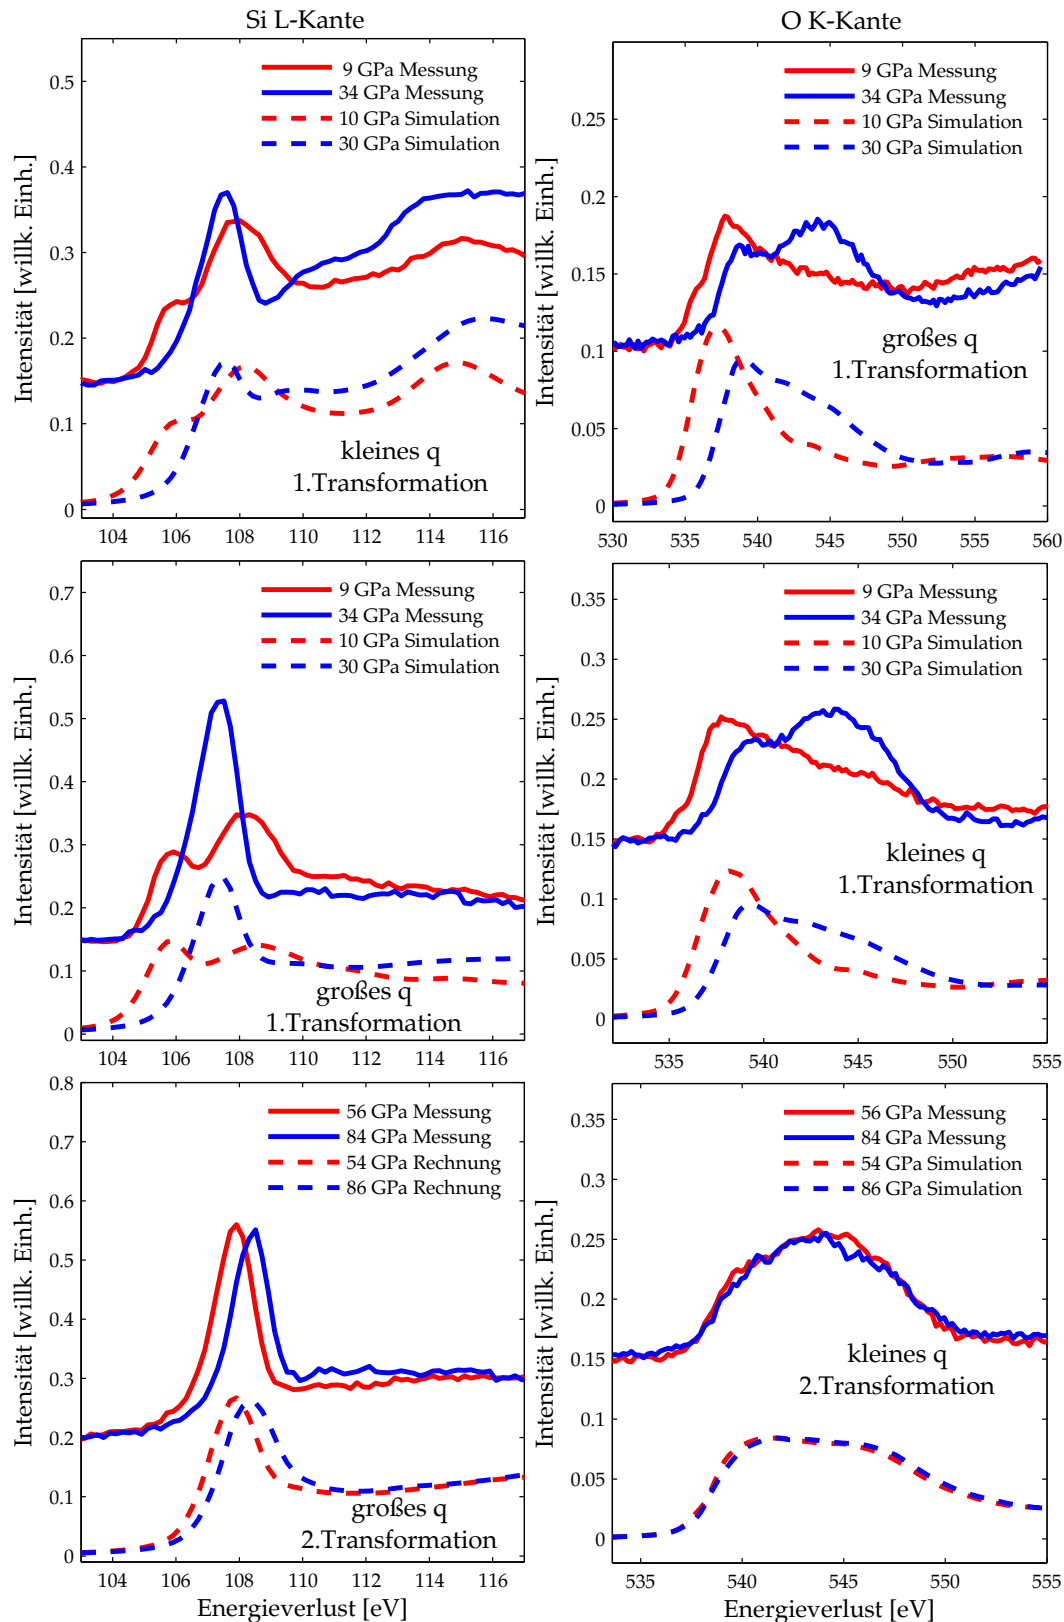 Si L-Kante
0.5
0.4
0.3
0.2
0.1
0
9 GPa Messung
34 GPa Messung
10 GPa Simulation
30 GPa Simulation
kleines q
1.Transformation
104 106 108 110 112 114 116
Intensität [willk. Einh.]
O K-Kante
0.25
0.2
0.15
0.1
0.05
0
9 GPa Messung
34 GPa Messung
10 GPa Simulation
30 GPa Simulation
großes q
1.Transformation
530 535 540 545 550 555 560
Intensität [willk. Einh.]
0.7
0.6
0.5
0.4
0.3
0.2
0.1
0
9 GPa Messung
34 GPa Messung
10 GPa Simulation
30 GPa Simulation
großes q
1.Transformation
104 106 108 110 112 114 116
Intensität [willk. Einh.]
0.35
0.3
0.25
0.2
0.15
0.1
0.05
0
9 GPa Messung
34 GPa Messung
10 GPa Simulation
30 GPa Simulation
kleines q
1.Transformation
535 540 545 550 555
Intensität [willk. Einh.]
0.8
0.7
0.6
0.5
0.4
0.3
0.2
0.1
0
56 GPa Messung
84 GPa Messung
54 GPa Rechnung
86 GPa Rechnung
großes q
2.Transformation
104 106 108 110 112 114 116
Energieverlust [eV]
Intensität [willk. Einh.]
0.35
0.3
0.25
0.2
0.15
0.1
0.05
0
56 GPa Messung
84 GPa Messung
54 GPa Simulation
86 GPa Simulation
kleines q
2.Transformation
535 540 545 550 555
Energieverlust [eV]
Intensität [willk. Einh.]